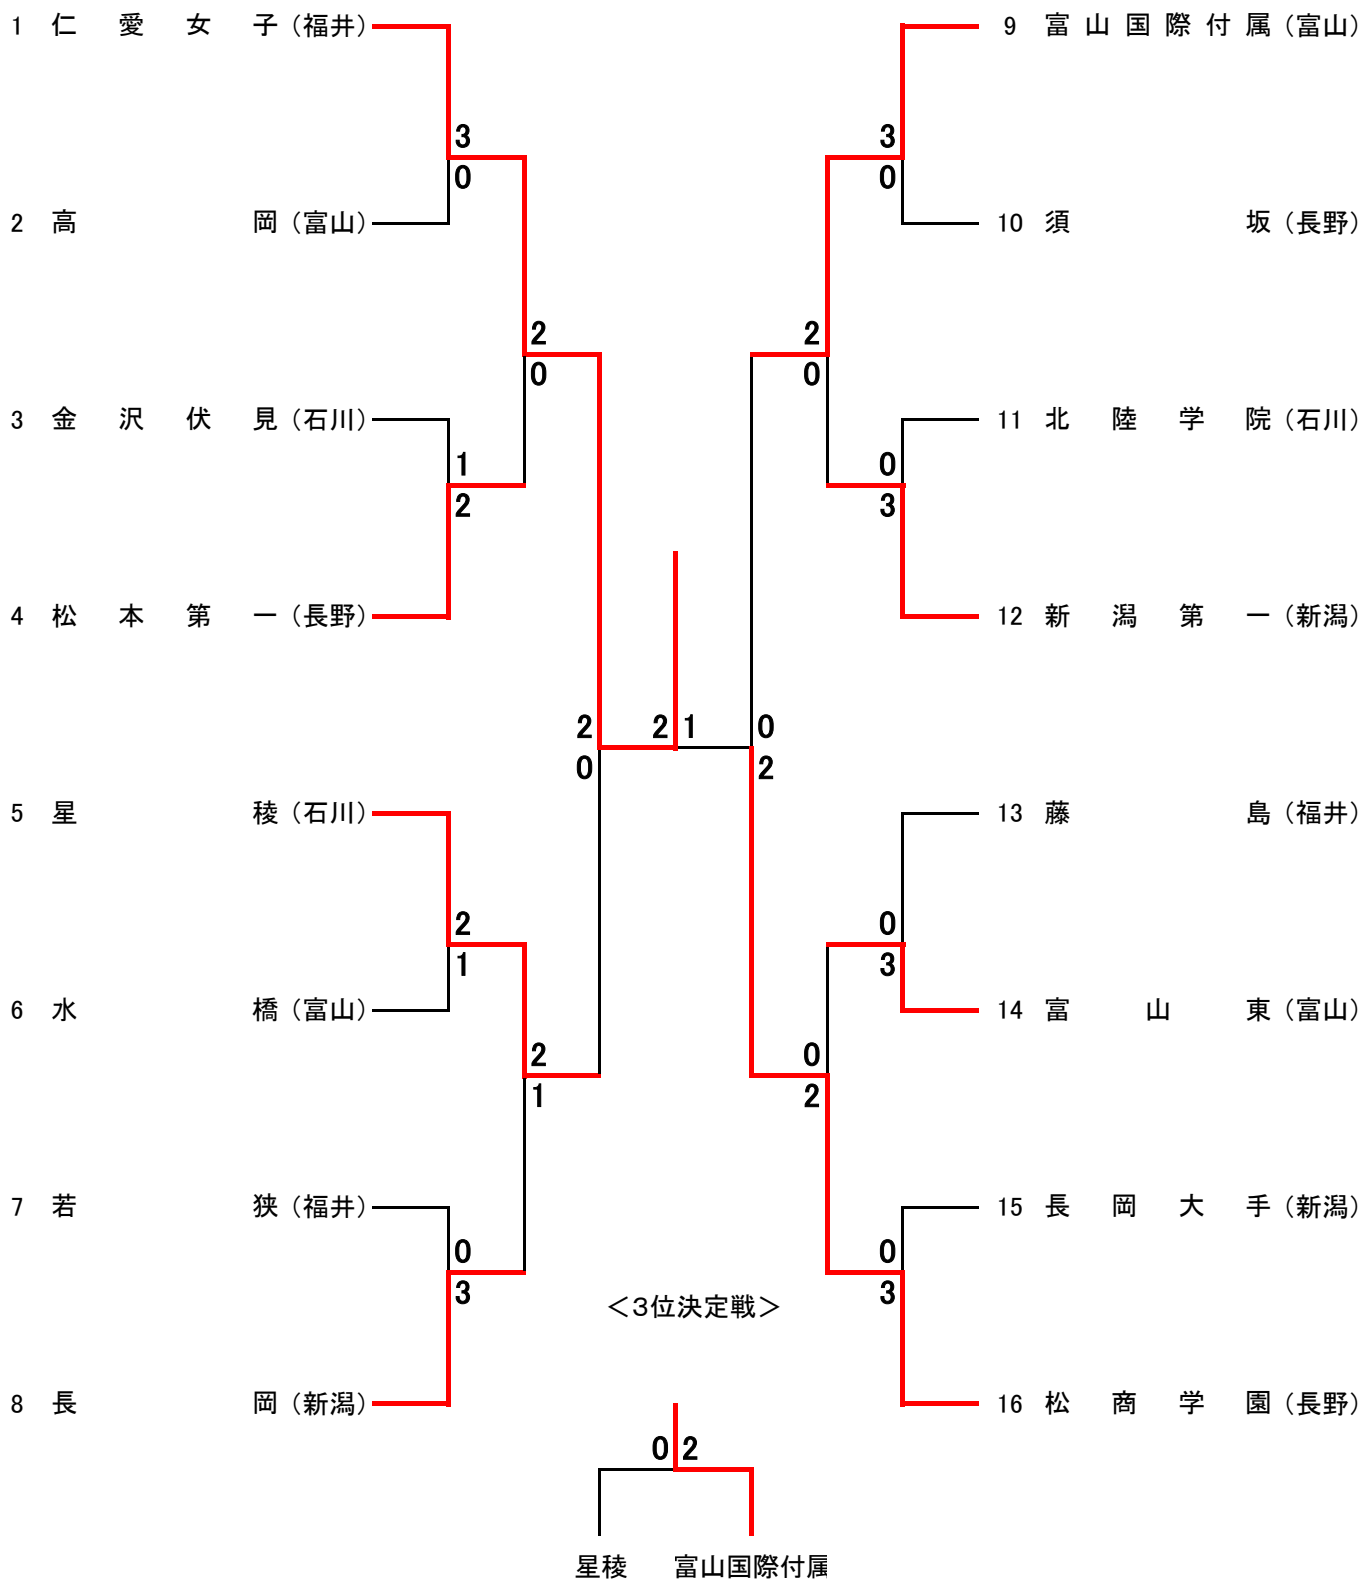 1 仁愛女子(福井) 9 富山国際付属(富山)
3 3
0 0
2 高岡(富山) 10 須坂(長野)
2 2
0 0
3 金沢伏見(石川) 11 北陸学院(石川)
1 0
2 3
4 松本第一(長野) 12 新潟第一(新潟)
2 2 1 0
0 2
5 星稜(石川) 13 藤島(福井)
2 0
1 3
6 水橋(富山) 14 富山東(富山)
2 0
1 2
7 若狭(福井) 15 長岡大手(新潟)
0 0
3 3
<3位決定戦>
8 長岡(新潟) 16 松商学園(長野)
0 2
星稜 富山国際付属